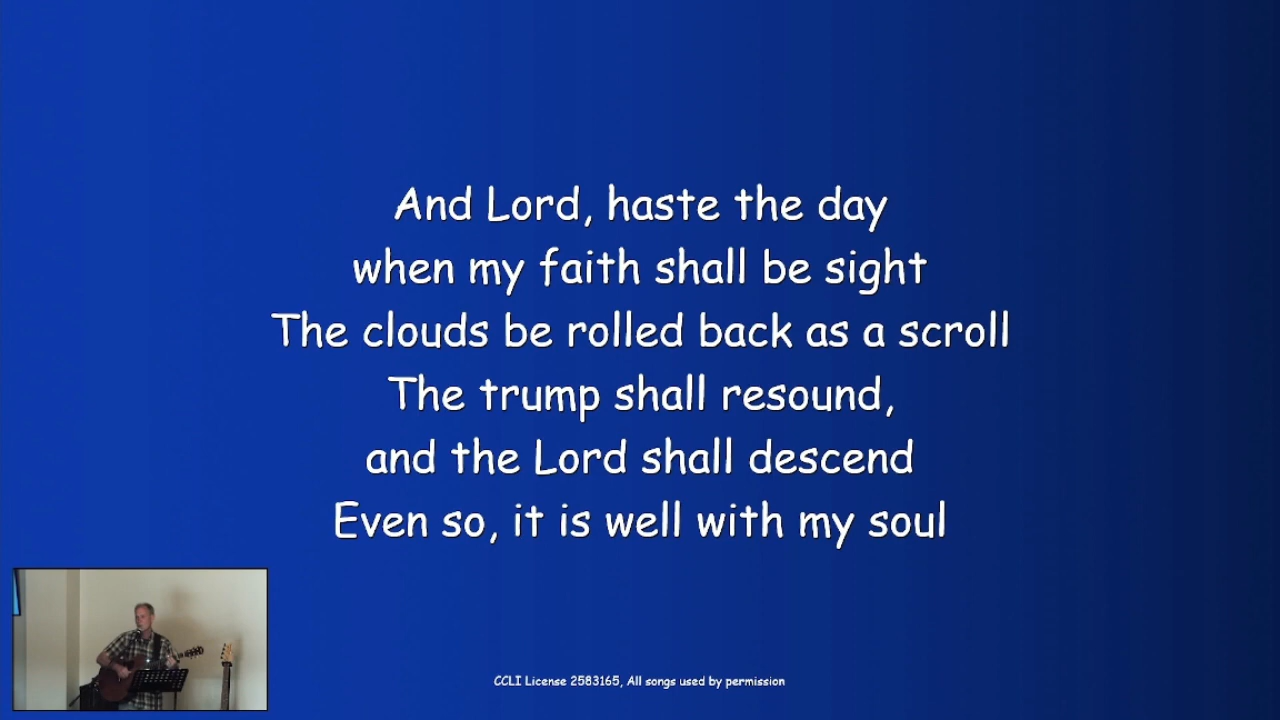 And Lord, haste the day
when my faith shall be sight
The clouds be rolled back as a scroll
The trump shall resound,
and the Lord shall descend
Even so, it is well with my soul
CCLI License 2583165, All songs used by permission